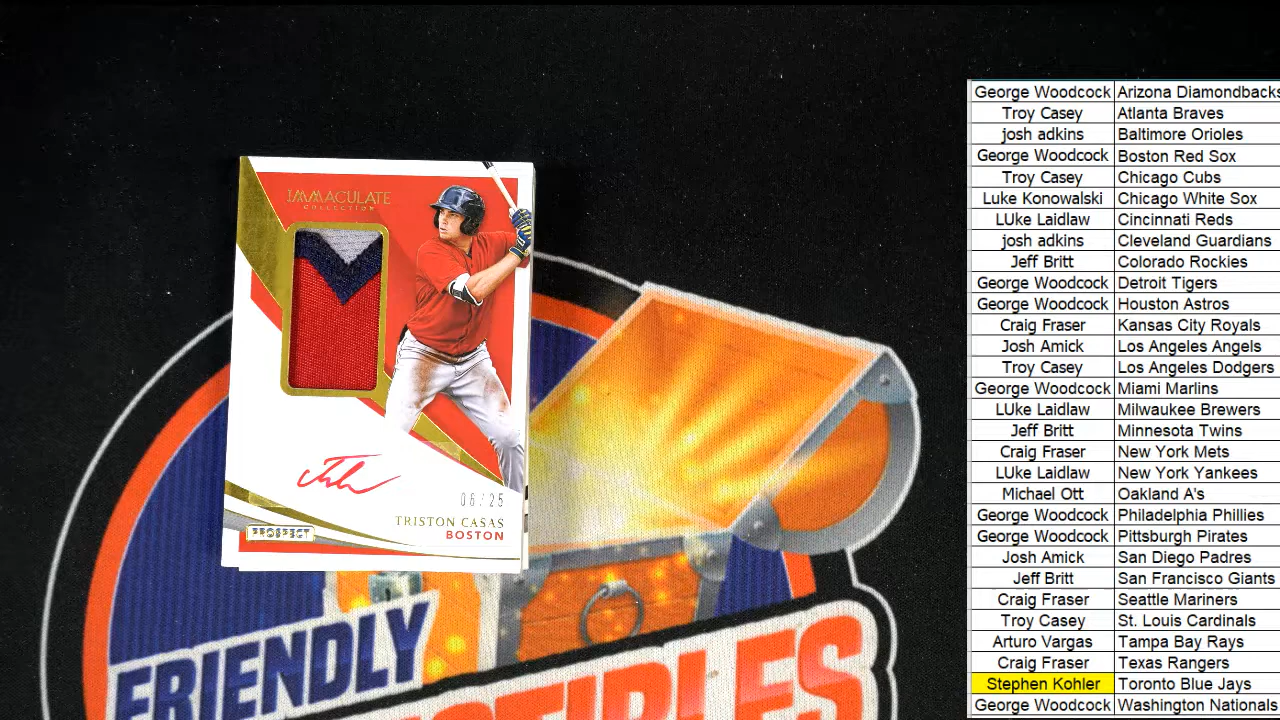 IMMACULATE
COLLECTION
06/25
TRISTON CASAS
BOSTON
PROSPECT
FRIENDLY
George Woodcock Arizona Diamondbacks
Troy Casey Atlanta Braves
josh adkins Baltimore Orioles
George Woodcock Boston Red Sox
Troy Casey Chicago Cubs
Luke Konowalski Chicago White Sox
LUke Laidlaw Cincinnati Reds
josh adkins Cleveland Guardians
Jeff Britt Colorado Rockies
George Woodcock Detroit Tigers
George Woodcock Houston Astros
Craig Fraser Kansas City Royals
Josh Amick Los Angeles Angels
Troy Casey Los Angeles Dodgers
George Woodcock Miami Marlins
LUke Laidlaw Milwaukee Brewers
Jeff Britt Minnesota Twins
Craig Fraser New York Mets
LUke Laidlaw New York Yankees
Michael Ott Oakland A's
George Woodcock Philadelphia Phillies
George Woodcock Pittsburgh Pirates
Josh Amick San Diego Padres
Jeff Britt San Francisco Giants
Craig Fraser Seattle Mariners
Troy Casey St. Louis Cardinals
Arturo Vargas Tampa Bay Rays
Craig Fraser Texas Rangers
Stephen Kohler Toronto Blue Jays
George Woodcock Washington Nationals